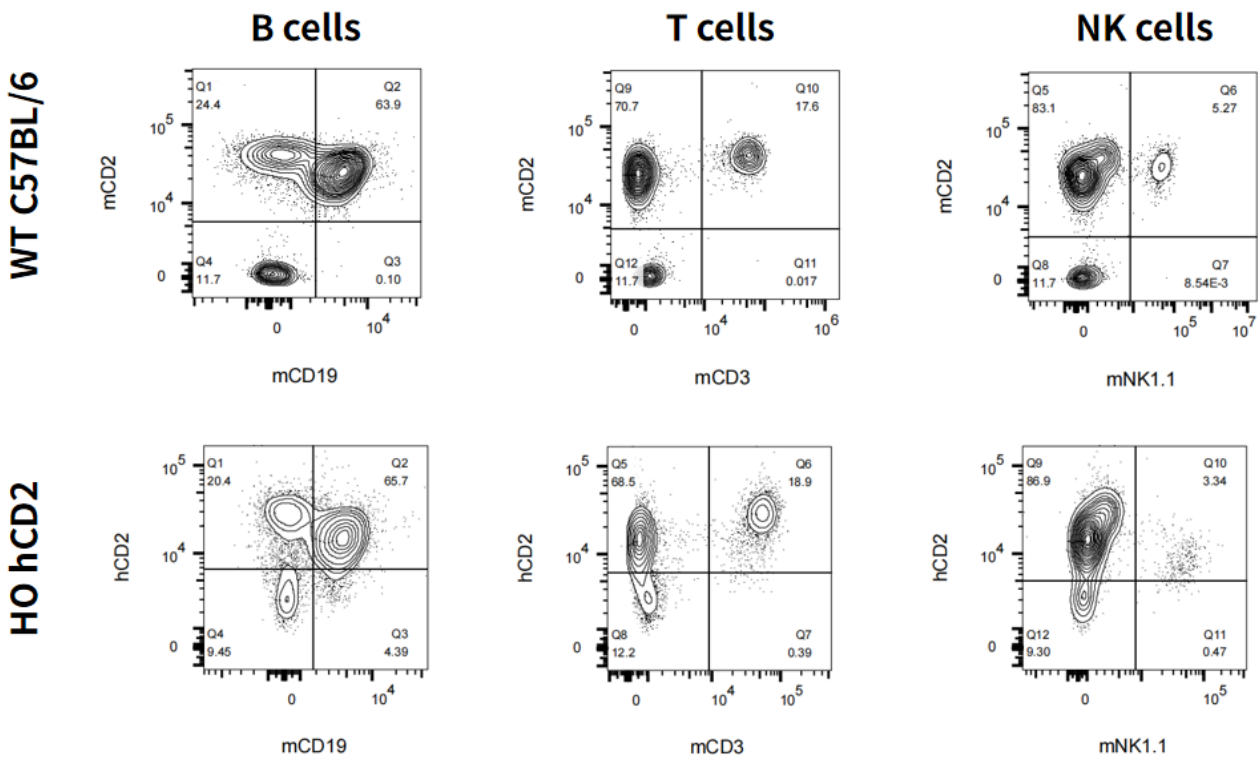 B cells
T cells
NK cells
WT C57BL/6
Q1
24.4
Q2
63.9
10^5
10^4
0
Q4
11.7
Q3
0.10
0
10^4
mCD2
mCD19
Q9
70.7
Q10
17.6
10^5
10^4
0
Q12
11.7
Q11
0.017
0
10^4
10^6
mCD2
mCD3
Q5
83.1
Q6
5.27
10^5
10^4
0
Q8
11.7
Q7
8.54E-3
0
10^5
10^7
mCD2
mNK1.1
HO hCD2
Q1
20.4
Q2
65.7
10^5
10^4
0
Q4
9.45
Q3
4.39
0
10^4
hCD2
mCD19
Q5
68.5
Q6
18.9
10^5
10^4
0
Q8
12.2
Q7
0.39
0
10^4
10^5
hCD2
mCD3
Q9
86.9
Q10
3.34
10^5
10^4
0
Q12
9.30
Q11
0.47
0
10^5
hCD2
mNK1.1